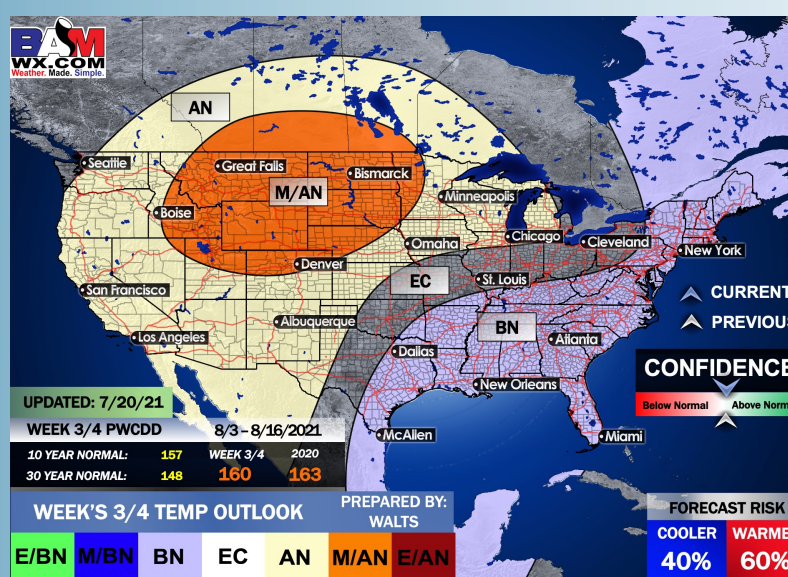 BAM
WX.COM
Weather. Made. Simple.
AN
Seattle
Great Falls
Bismarck
M/AN
Minneapolis
Boise
Omaha
Chicago
Cleveland
New York
Denver
EC
St. Louis
San Francisco
CURRENT
PREVIOUS
Albuquerque
BN
Los Angeles
Atlanta
Dallas
CONFIDENCE
New Orleans
Below Normal
Above Norm
McAllen
Miami
UPDATED: 7/20/21
WEEK 3/4 PWCDD 8/3 - 8/16/2021
10 YEAR NORMAL: 157 WEEK 3/4 2020
30 YEAR NORMAL: 148 160 163
WEEK'S 3/4 TEMP OUTLOOK
PREPARED BY:
WALTS
FORECAST RISK
COOLER WARME
40% 60%
E/BN M/BN BN EC AN M/AN E/AN